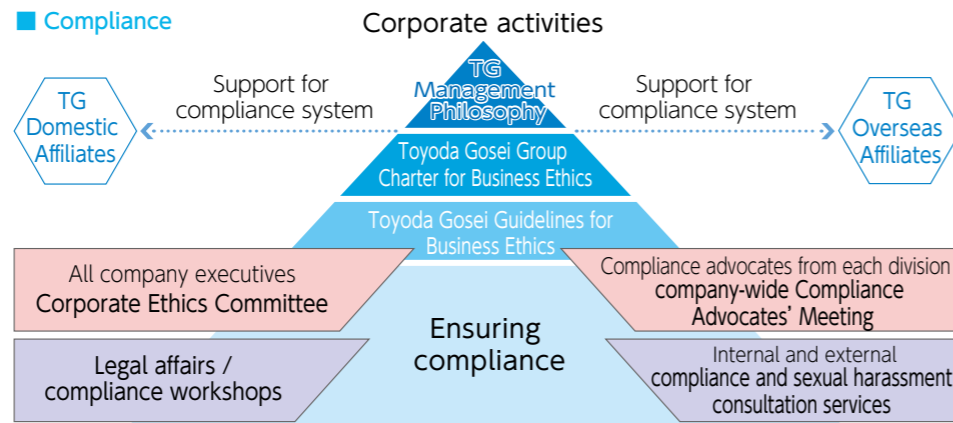 Compliance
Corporate activities
TG
Management
Philosophy
Support for
compliance system
Support for
compliance system
TG
Domestic
Affiliates
TG
Overseas
Affiliates
Toyoda Gosei Group
Charter for Business Ethics
Toyoda Gosei Guidelines for
Business Ethics
All company executives
Corporate Ethics Committee
Compliance advocates from each division
company-wide Compliance
Advocates’ Meeting
Ensuring
compliance
Legal affairs /
compliance workshops
Internal and external
compliance and sexual harassment
consultation services